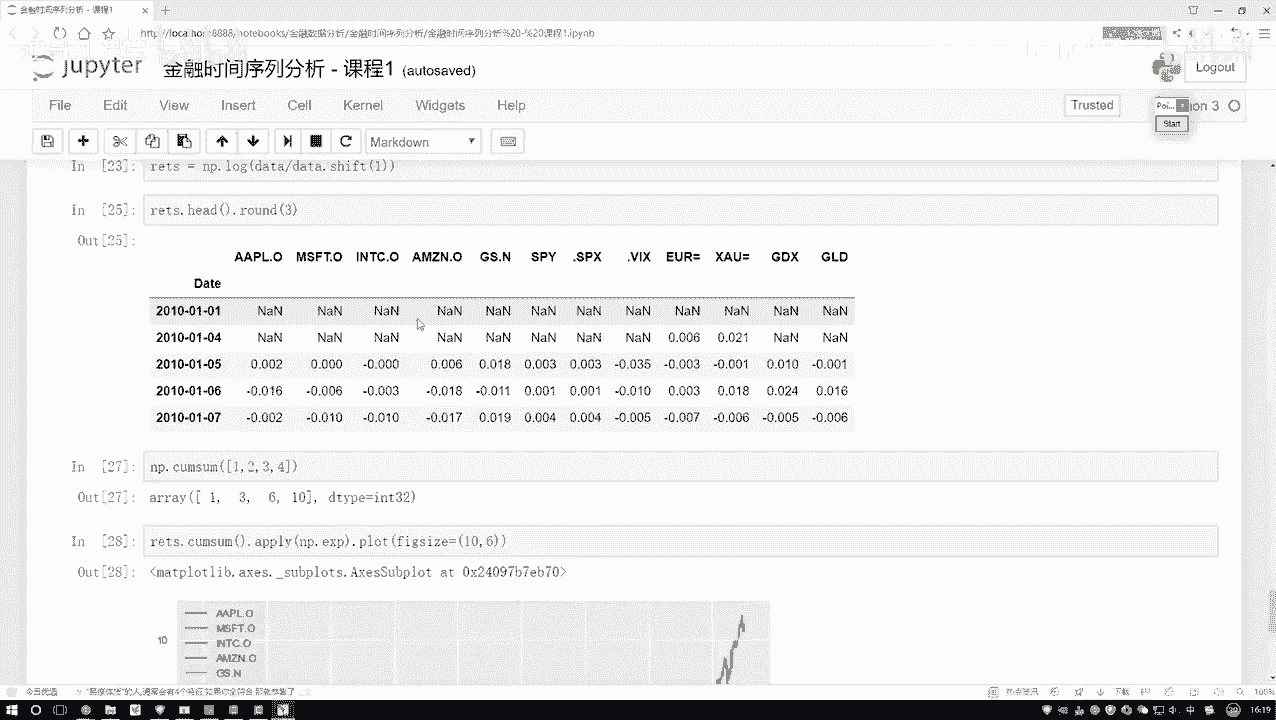 金融时间序列分析 - 课程1
http://localhost:8888/notebooks/金融数据分析/金融时间序列分析/金融时间序列分析%20-%20课程1.ipynb
jupyter 金融时间序列分析 - 课程1 (autosaved)
Logout
File Edit View Insert Cell Kernel Widgets Help
Trusted
Poi...
Start
Markdown
In [23]: rets = np.log(data/data.shift(1))
In [25]: rets.head().round(3)
Out[25]:
AAPL.O MSFT.O INTC.O AMZN.O GS.N SPY .SPX .VIX EUR= XAU= GDX GLD
Date
2010-01-01 NaN NaN NaN NaN NaN NaN NaN NaN NaN NaN NaN NaN
2010-01-04 NaN NaN NaN NaN NaN NaN NaN NaN 0.006 0.021 NaN NaN
2010-01-05 0.002 0.000 -0.000 0.006 0.018 0.003 0.003 -0.035 -0.003 -0.001 0.010 -0.001
2010-01-06 -0.016 -0.006 -0.003 -0.018 -0.011 0.001 0.001 -0.010 0.003 0.018 0.024 0.016
2010-01-07 -0.002 -0.010 -0.010 -0.017 0.019 0.004 0.004 -0.005 -0.007 -0.006 -0.005 -0.006
In [27]: np.cumsum([1,2,3,4])
Out[27]: array([ 1, 3, 6, 10], dtype=int32)
In [28]: rets.cumsum().apply(np.exp).plot(figsize=(10,6))
Out[28]: <matplotlib.axes._subplots.AxesSubplot at 0x24097b7eb70>
AAPL.O
MSFT.O
10
INTC.O
AMZN.O
GS.N
今日优选
下载
160%
中
16:19